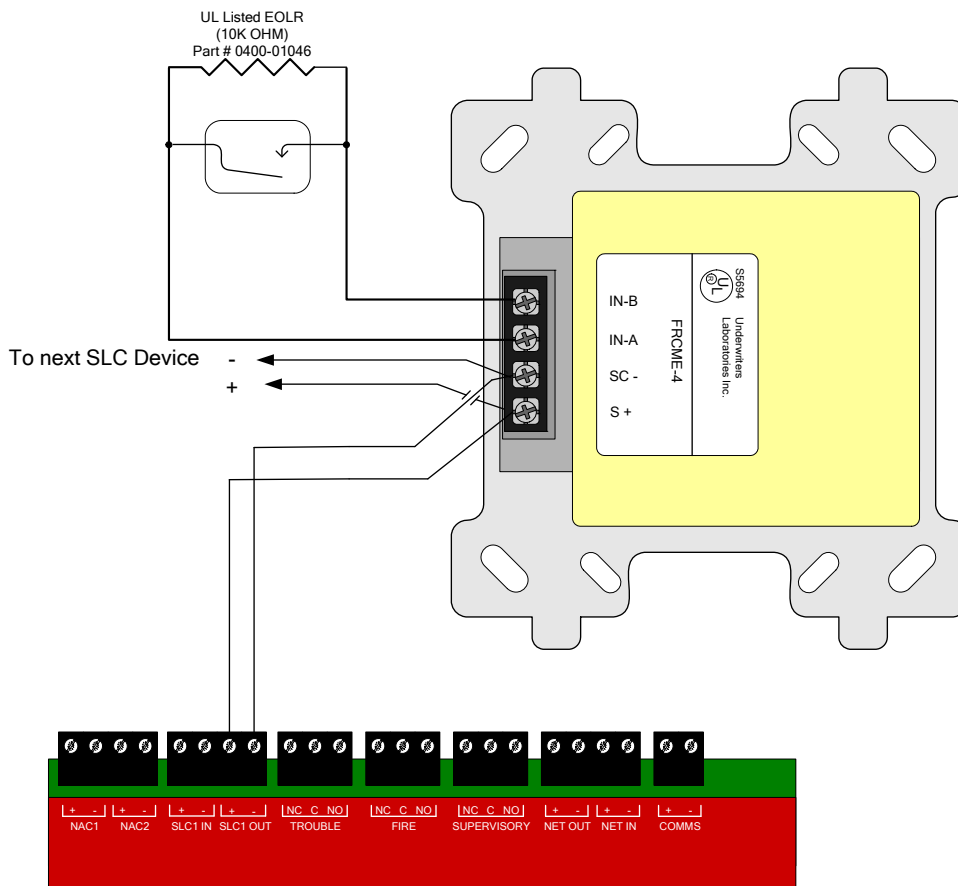 UL Listed EOLR
(10K OHM)
Part # 0400-01046
IN-B
IN-A
SC -
S +
FRCME-4
UL
®
S5694
Underwriters
Laboratories Inc.
To next SLC Device -
+
+ - + - + - + - NC C NO NC C NO NC C NO + - + - + -
NAC1 NAC2 SLC1 IN SLC1 OUT TROUBLE FIRE SUPERVISORY NET OUT NET IN COMMS